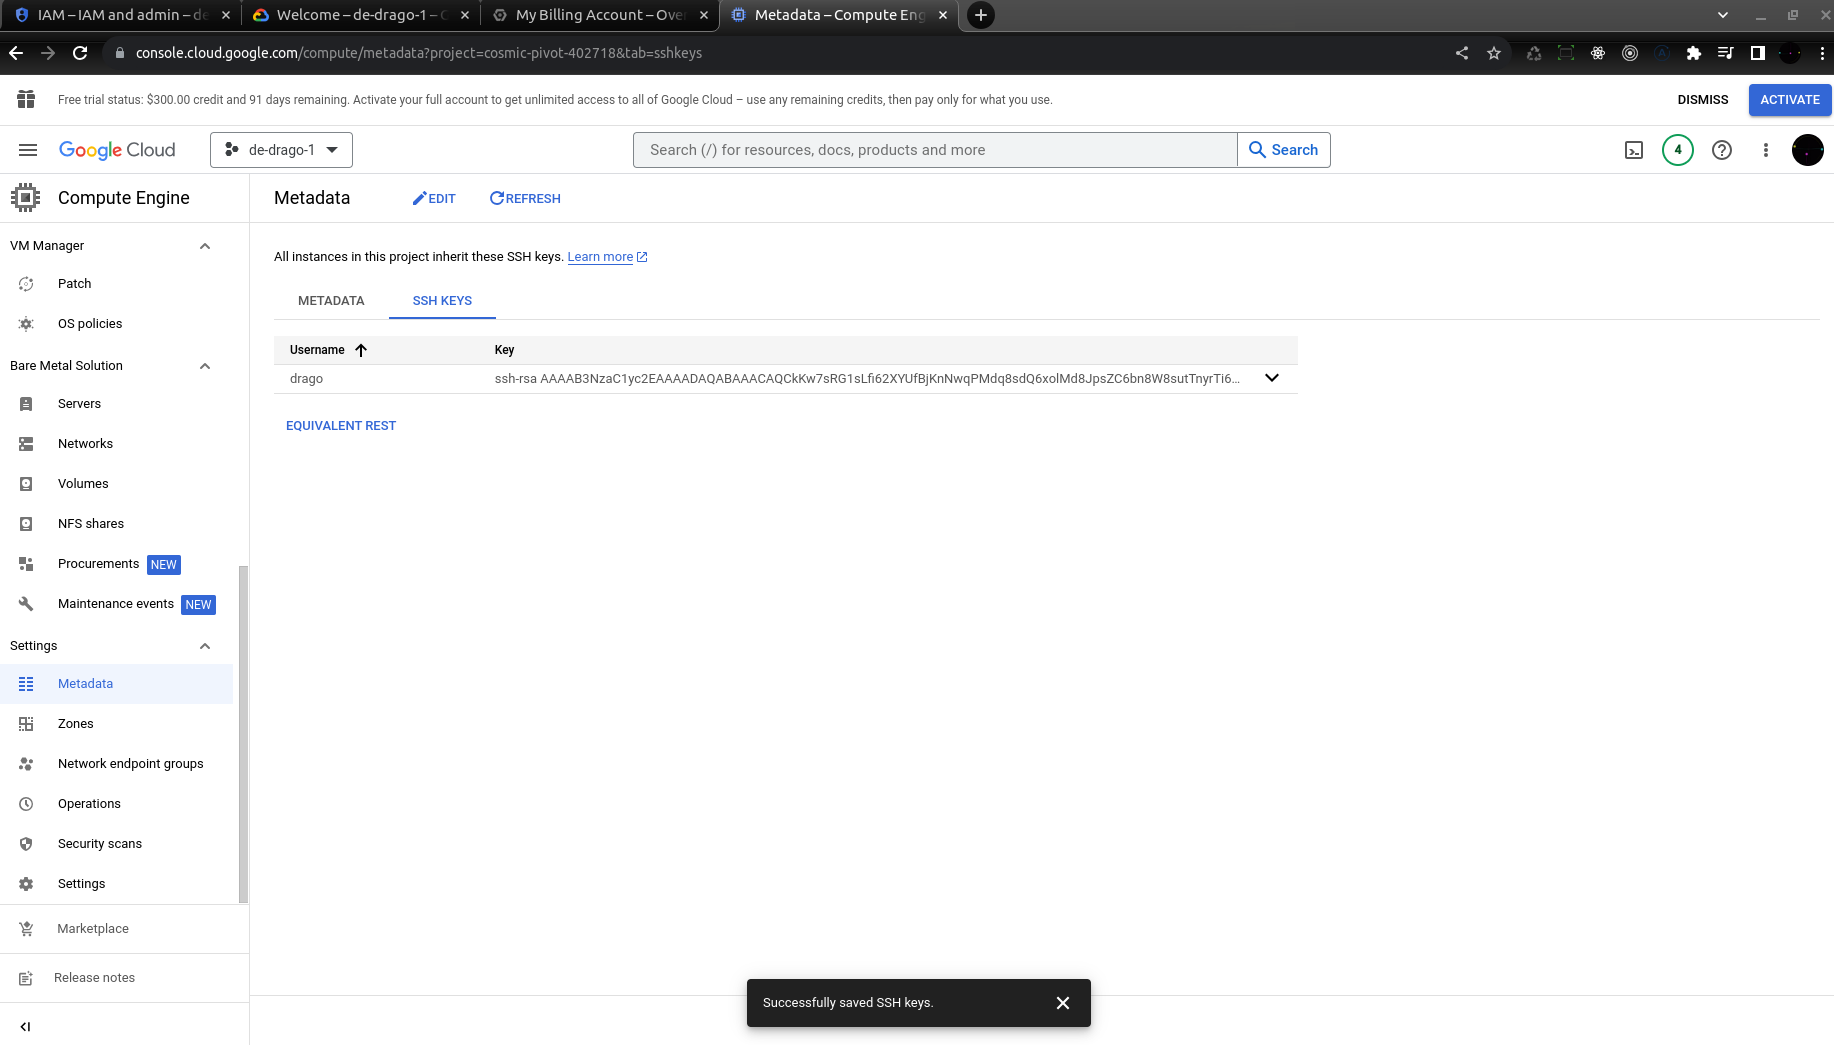 IAM – IAM and admin – de
Welcome – de-drago-1 – C
My Billing Account – Over
Metadata – Compute Eng
console.cloud.google.com/compute/metadata?project=cosmic-pivot-402718&tab=sshkeys
Free trial status: $300.00 credit and 91 days remaining. Activate your full account to get unlimited access to all of Google Cloud – use any remaining credits, then pay only for what you use.
DISMISS
ACTIVATE
Google Cloud
de-drago-1
Search (/) for resources, docs, products and more
Search
4
Compute Engine
VM Manager
Patch
OS policies
Bare Metal Solution
Servers
Networks
Volumes
NFS shares
Procurements NEW
Maintenance events NEW
Settings
Metadata
Zones
Network endpoint groups
Operations
Security scans
Settings
Marketplace
Release notes
Metadata
EDIT
REFRESH
All instances in this project inherit these SSH keys. Learn more
METADATA
SSH KEYS
Username
Key
drago
ssh-rsa AAAAB3NzaC1yc2EAAAADAQABAAACAQCkKw7sRG1sLfi62XYUfBjKnNwqPMdq8sdQ6xolMd8JpsZC6bn8W8sutTnyrTi6…
EQUIVALENT REST
Successfully saved SSH keys.